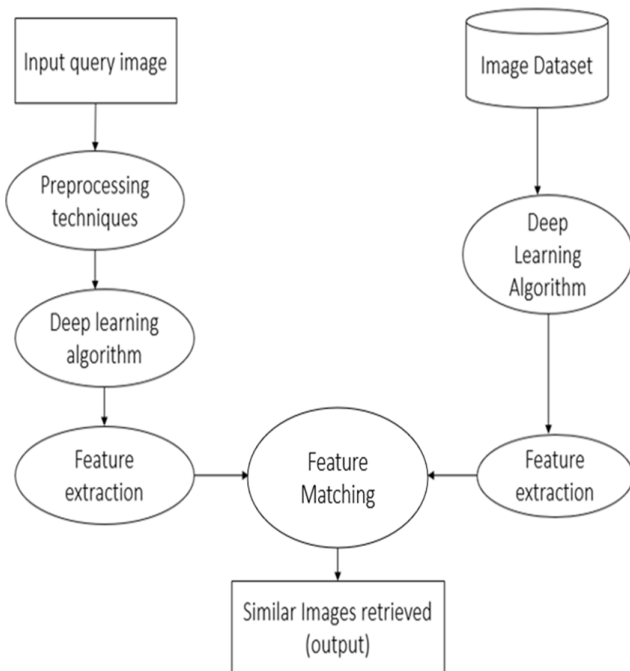 Input query image
Image Dataset
Preprocessing
techniques
Deep
Learning
Algorithm
Deep learning
algorithm
Feature
extraction
Feature
Matching
Feature
extraction
Similar Images retrieved
(output)